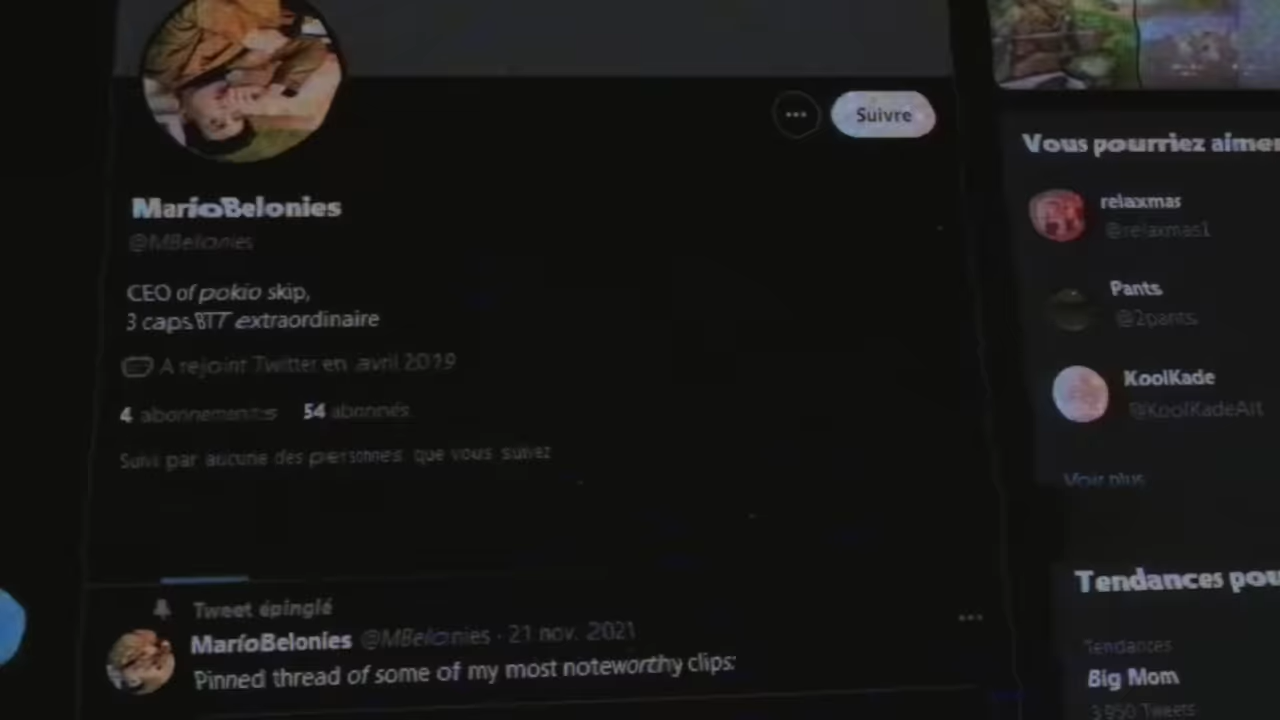 Suivre
MaríoBelonies
@MBelonies
CEO of pokio skip,
3 caps BTT extraordinaire
A rejoint Twitter en avril 2019
4 abonnements 54 abonnés
Suivi par aucune des personnes que vous suivez
Tweet épinglé
MaríoBelonies @MBelonies · 21 nov. 2021
Pinned thread of some of my most noteworthy clips:
Vous pourriez aimer
relaxmas
@relaxmas1
Pants
@2pants
KoolKade
@KoolKadeAlt
Voir plus
Tendances pou
Tendances
Big Mom
3 950 Tweets